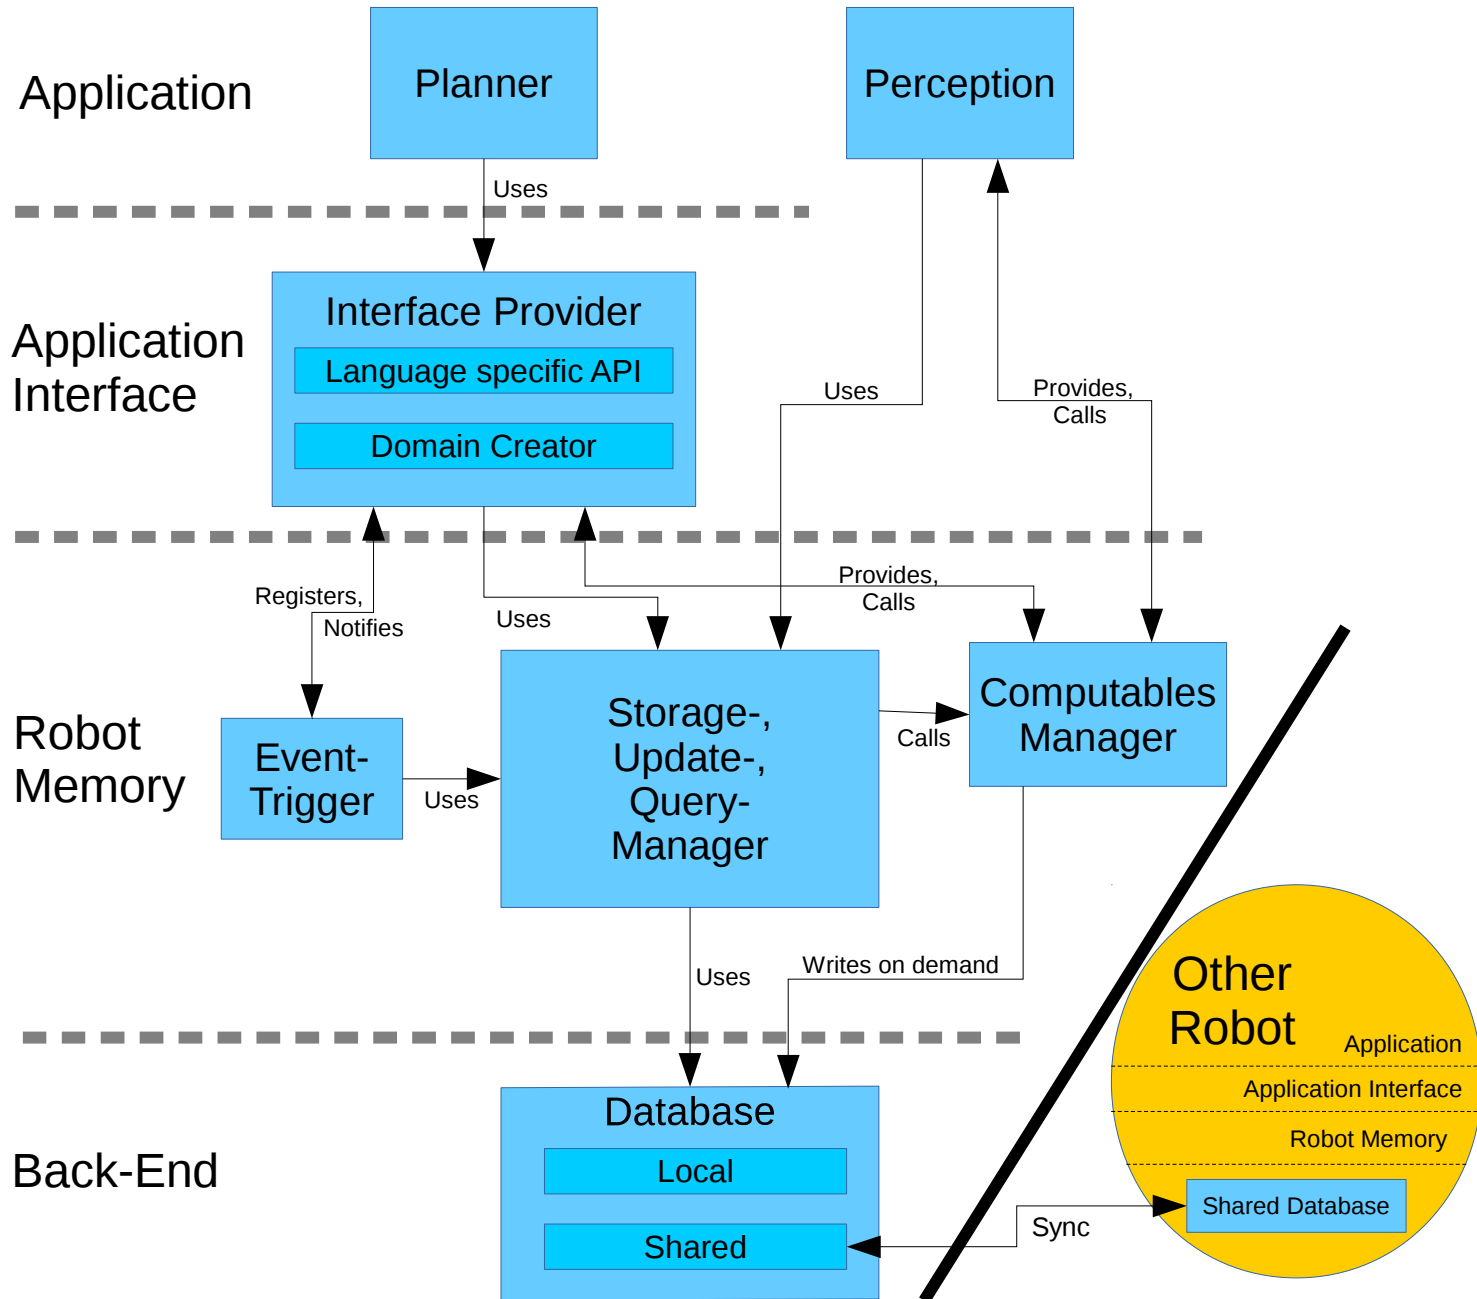 Application
Planner
Perception
Uses
Application
Interface
Interface Provider
Language specific API
Domain Creator
Uses
Provides,
Calls
Registers,
Notifies
Uses
Provides,
Calls
Robot
Memory
Event-
Trigger
Uses
Storage-,
Update-,
Query-
Manager
Calls
Computables
Manager
Uses
Writes on demand
Back-End
Database
Local
Shared
Sync
Other
Robot
Application
Application Interface
Robot Memory
Shared Database